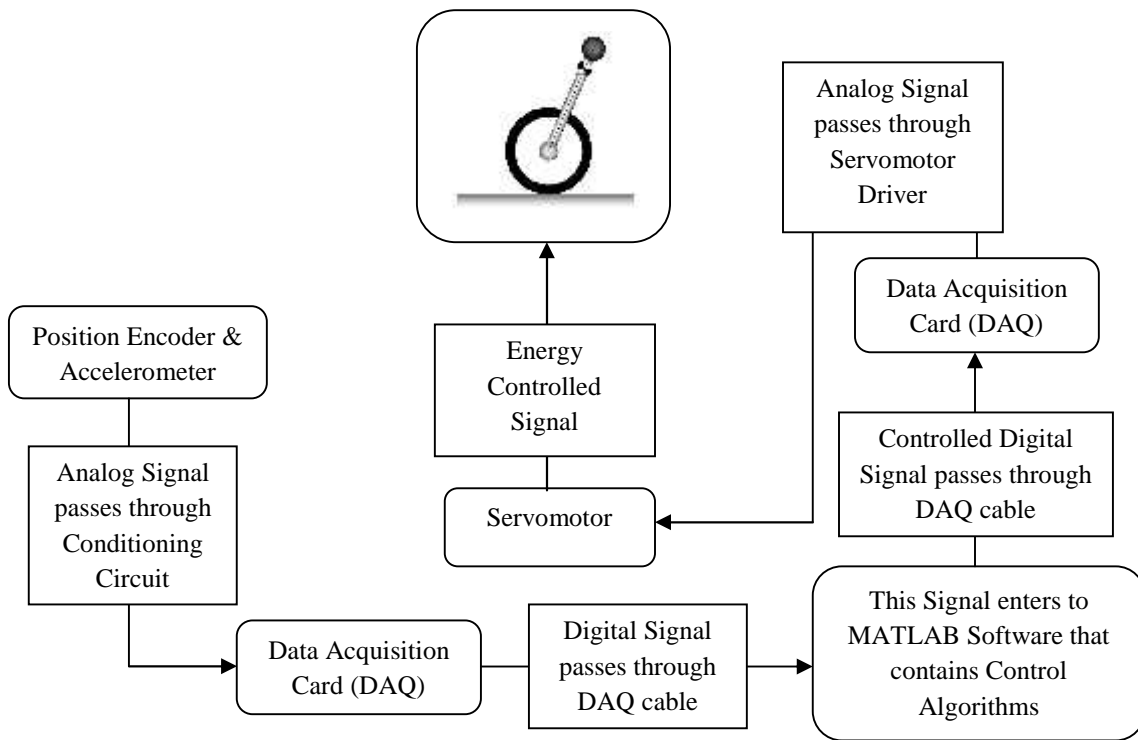 Analog Signal
passes through
Servomotor
Driver
Data Acquisition
Card (DAQ)
Position Encoder &
Accelerometer
Energy
Controlled
Signal
Controlled Digital
Signal passes through
DAQ cable
Analog Signal
passes through
Conditioning
Circuit
Servomotor
This Signal enters to
MATLAB Software that
contains Control
Algorithms
Digital Signal
passes through
DAQ cable
Data Acquisition
Card (DAQ)